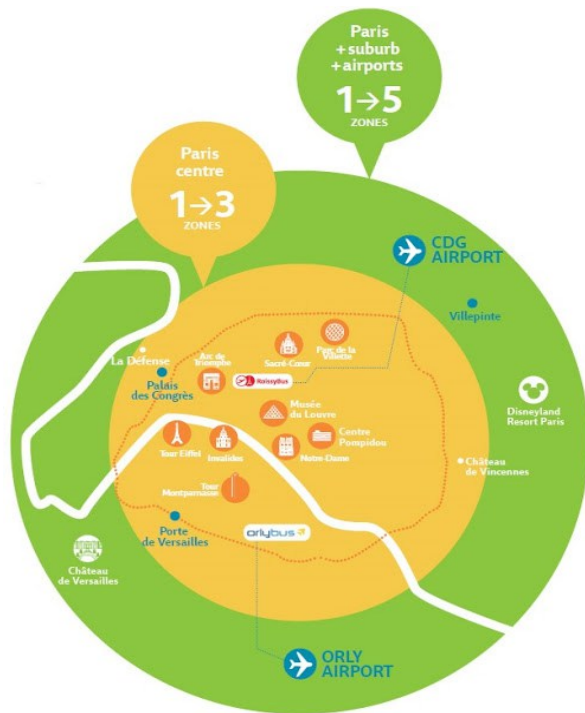 Paris
+suburb
+airports
1→5
ZONES
Paris
centre
1→3
ZONES
CDG
AIRPORT
Villepinte
La Défense
Arc de
Triomphe
Sacré-Cœur
Parc de la
Villette
Palais
des Congrès
RoissyBus
Musée
du Louvre
Disneyland
Resort Paris
Tour Eiffel
Invalides
Notre-Dame
Centre
Pompidou
Château
de Vincennes
Tour
Montparnasse
Porte
de Versailles
orlybus
Château
de Versailles
ORLY
AIRPORT